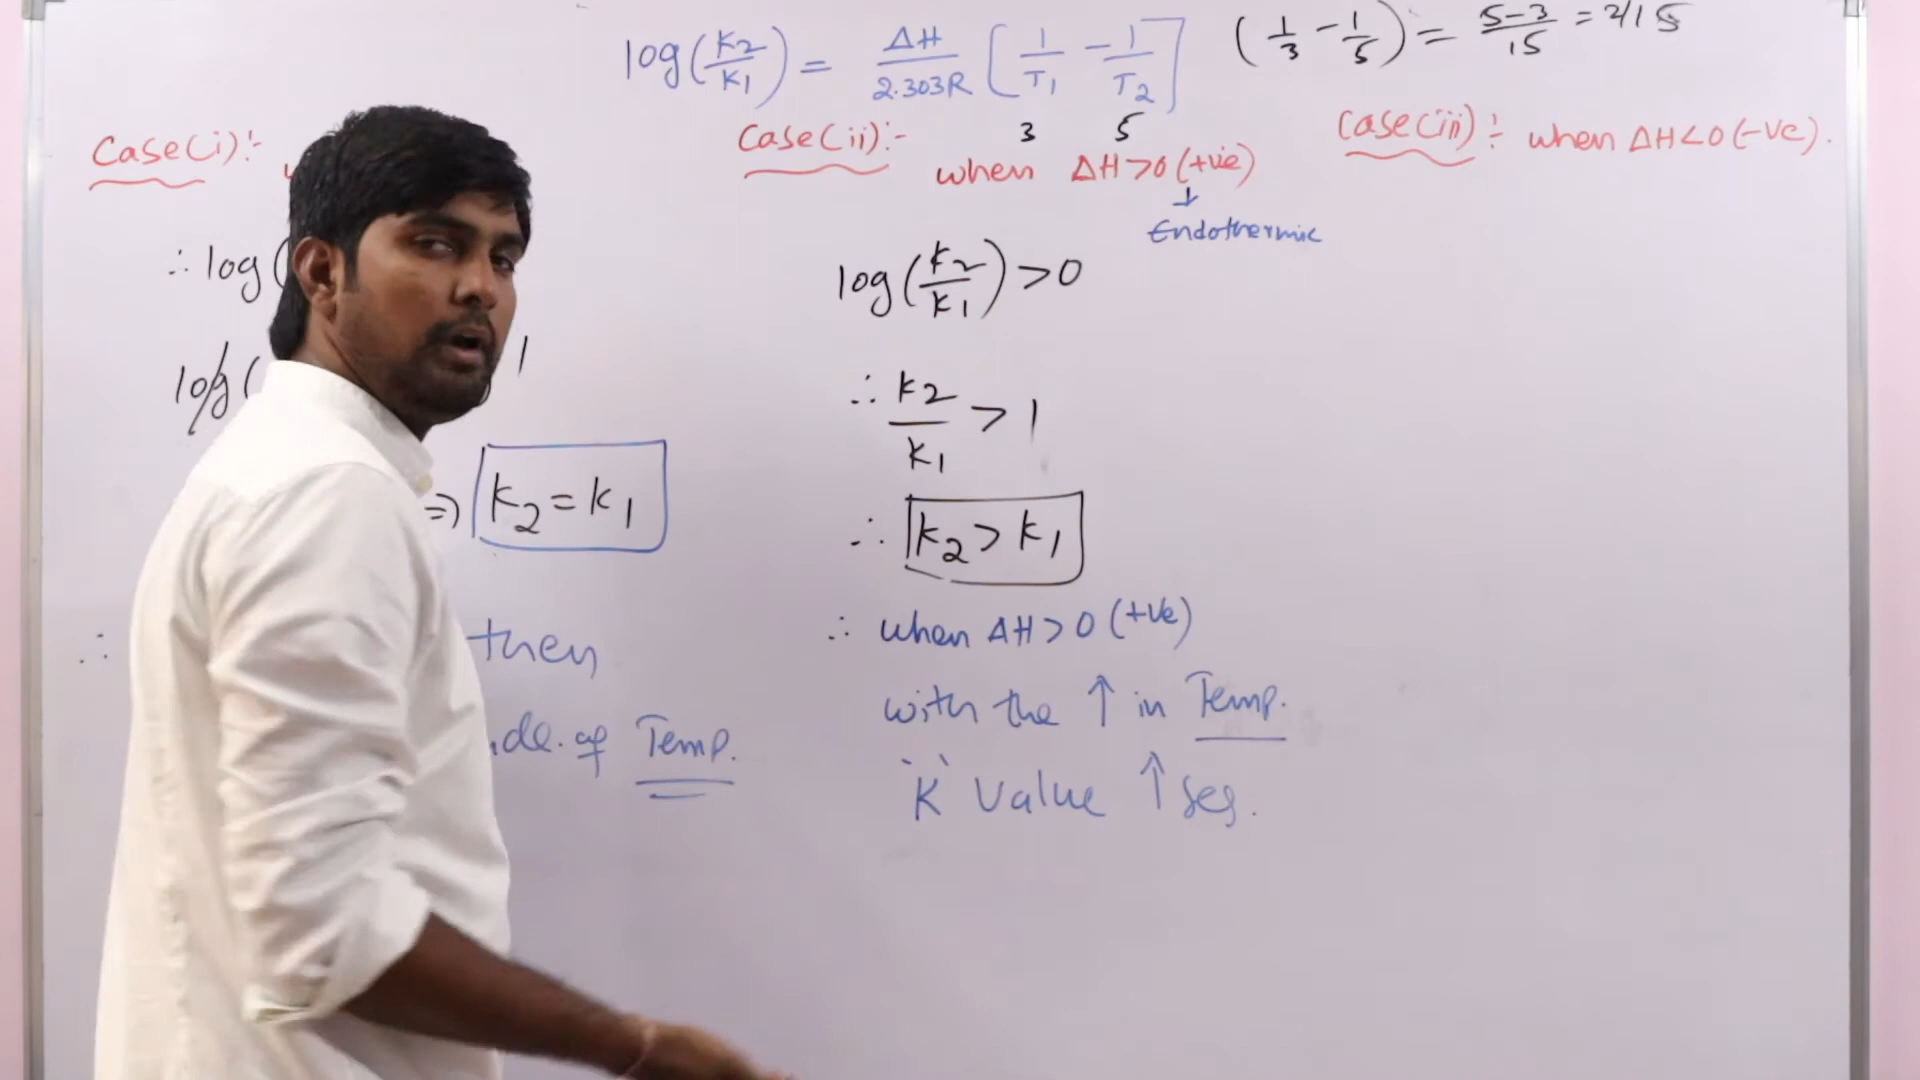 log(K2/K1) = ΔH/2.303R [1/T1 - 1/T2]
(1/3 - 1/5) = 5-3/15 = 2/15
3 5
Case(i):-
∴ log(
log(
1
=) K2 = K1
∴
then
of Temp.
Case(ii):-
when ΔH>0 (+ve)
↓
Endothermic
log(K2/K1) > 0
∴ K2/K1 > 1
∴ K2 > K1
∴ when ΔH>0 (+ve)
with the ↑ in Temp.
'K' Value ↑ses.
Case(iii):- when ΔH<0 (-ve).